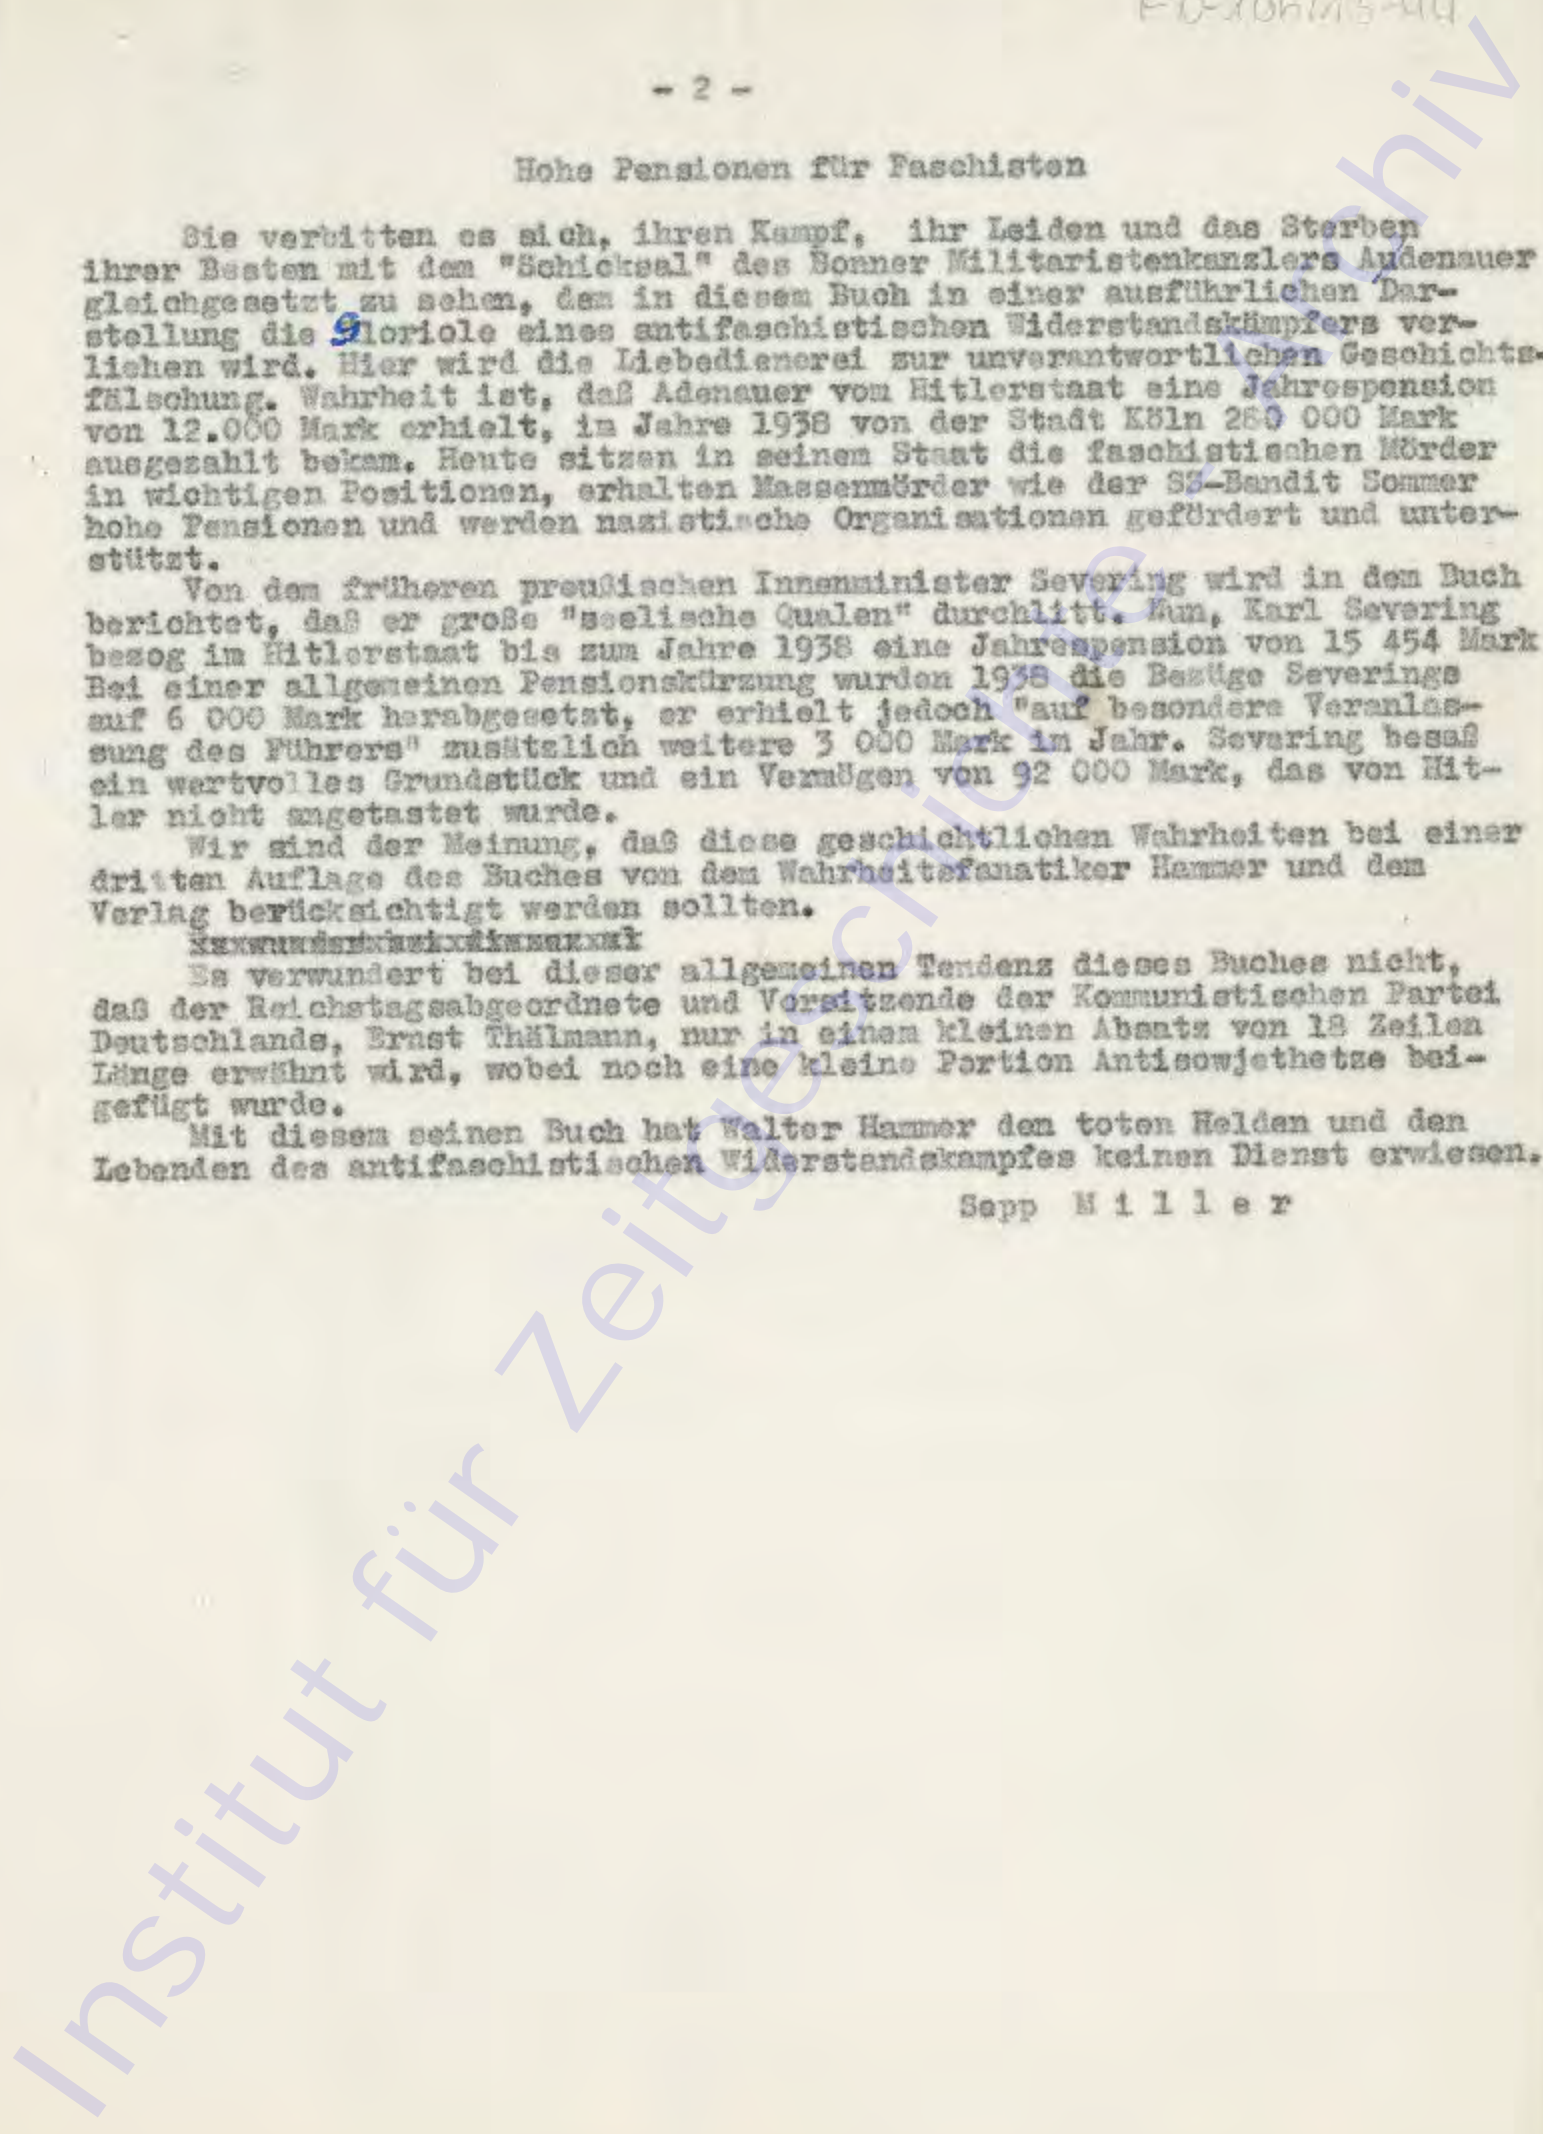 - 2 -
Hohe Pensionen für Faschisten
Sie verbitten es sich, ihren Kampf, ihr Leiden und das Sterben
ihrer Besten mit dem "Schicksal" des Bonner Militaristenkanzlers Audenauer
gleichgesetzt zu sehen, dem in diesem Buch in einer ausführlichen Dar-
stellung die gloriole eines antifaschistischen Widerstandskämpfers ver-
liehen wird. Hier wird die Liebedienerei zur unverantwortlichen Geschichts-
fälschung. Wahrheit ist, daß Adenauer vom Hitlerstaat eine Jahrespension
von 12.000 Mark erhielt, im Jahre 1938 von der Stadt Köln 280 000 Mark
ausgezahlt bekam. Heute sitzen in seinem Staat die faschistischen Mörder
in wichtigen Positionen, erhalten Massenmörder wie der SS-Bandit Sommer
hohe Pensionen und werden nazistische Organisationen gefördert und unter-
stützt.
Von dem früheren preußischen Innenminister Severing wird in dem Buch
berichtet, daß er große "seelische Qualen" durchlitt. Nun, Karl Severing
bezog im Hitlerstaat bis zum Jahre 1938 eine Jahrespension von 15 454 Mark
Bei einer allgemeinen Pensionskürzung wurden 1938 die Bezüge Severings
auf 6 000 Mark herabgesetzt, er erhielt jedoch "auf besondere Veranlas-
sung des Führers" zusätzlich weitere 3 000 Mark im Jahr. Severing besaß
ein wertvolles Grundstück und ein Vermögen von 92 000 Mark, das von Hit-
ler nicht angetastet wurde.
Wir sind der Meinung, daß diese geschichtlichen Wahrheiten bei einer
dritten Auflage des Buches von dem Wahrheitsfanatiker Hammer und dem
Verlag berücksichtigt werden sollten.
Es verwundert bei dieser allgemeinen Tendenz dieses Buches nicht,
daß der Reichstagsabgeordnete und Vorsitzende der Kommunistischen Partei
Deutschlands, Ernst Thälmann, nur in einem kleinen Absatz von 18 Zeilen
Länge erwähnt wird, wobei noch eine kleine Portion Antisowjethetze bei-
gefügt wurde.
Mit diesem seinen Buch hat Walter Hammer den toten Helden und den
Lebenden des antifaschistischen Widerstandskampfes keinen Dienst erwiesen.
Sepp Miller
Institut für Zeitgeschichte - Archiv